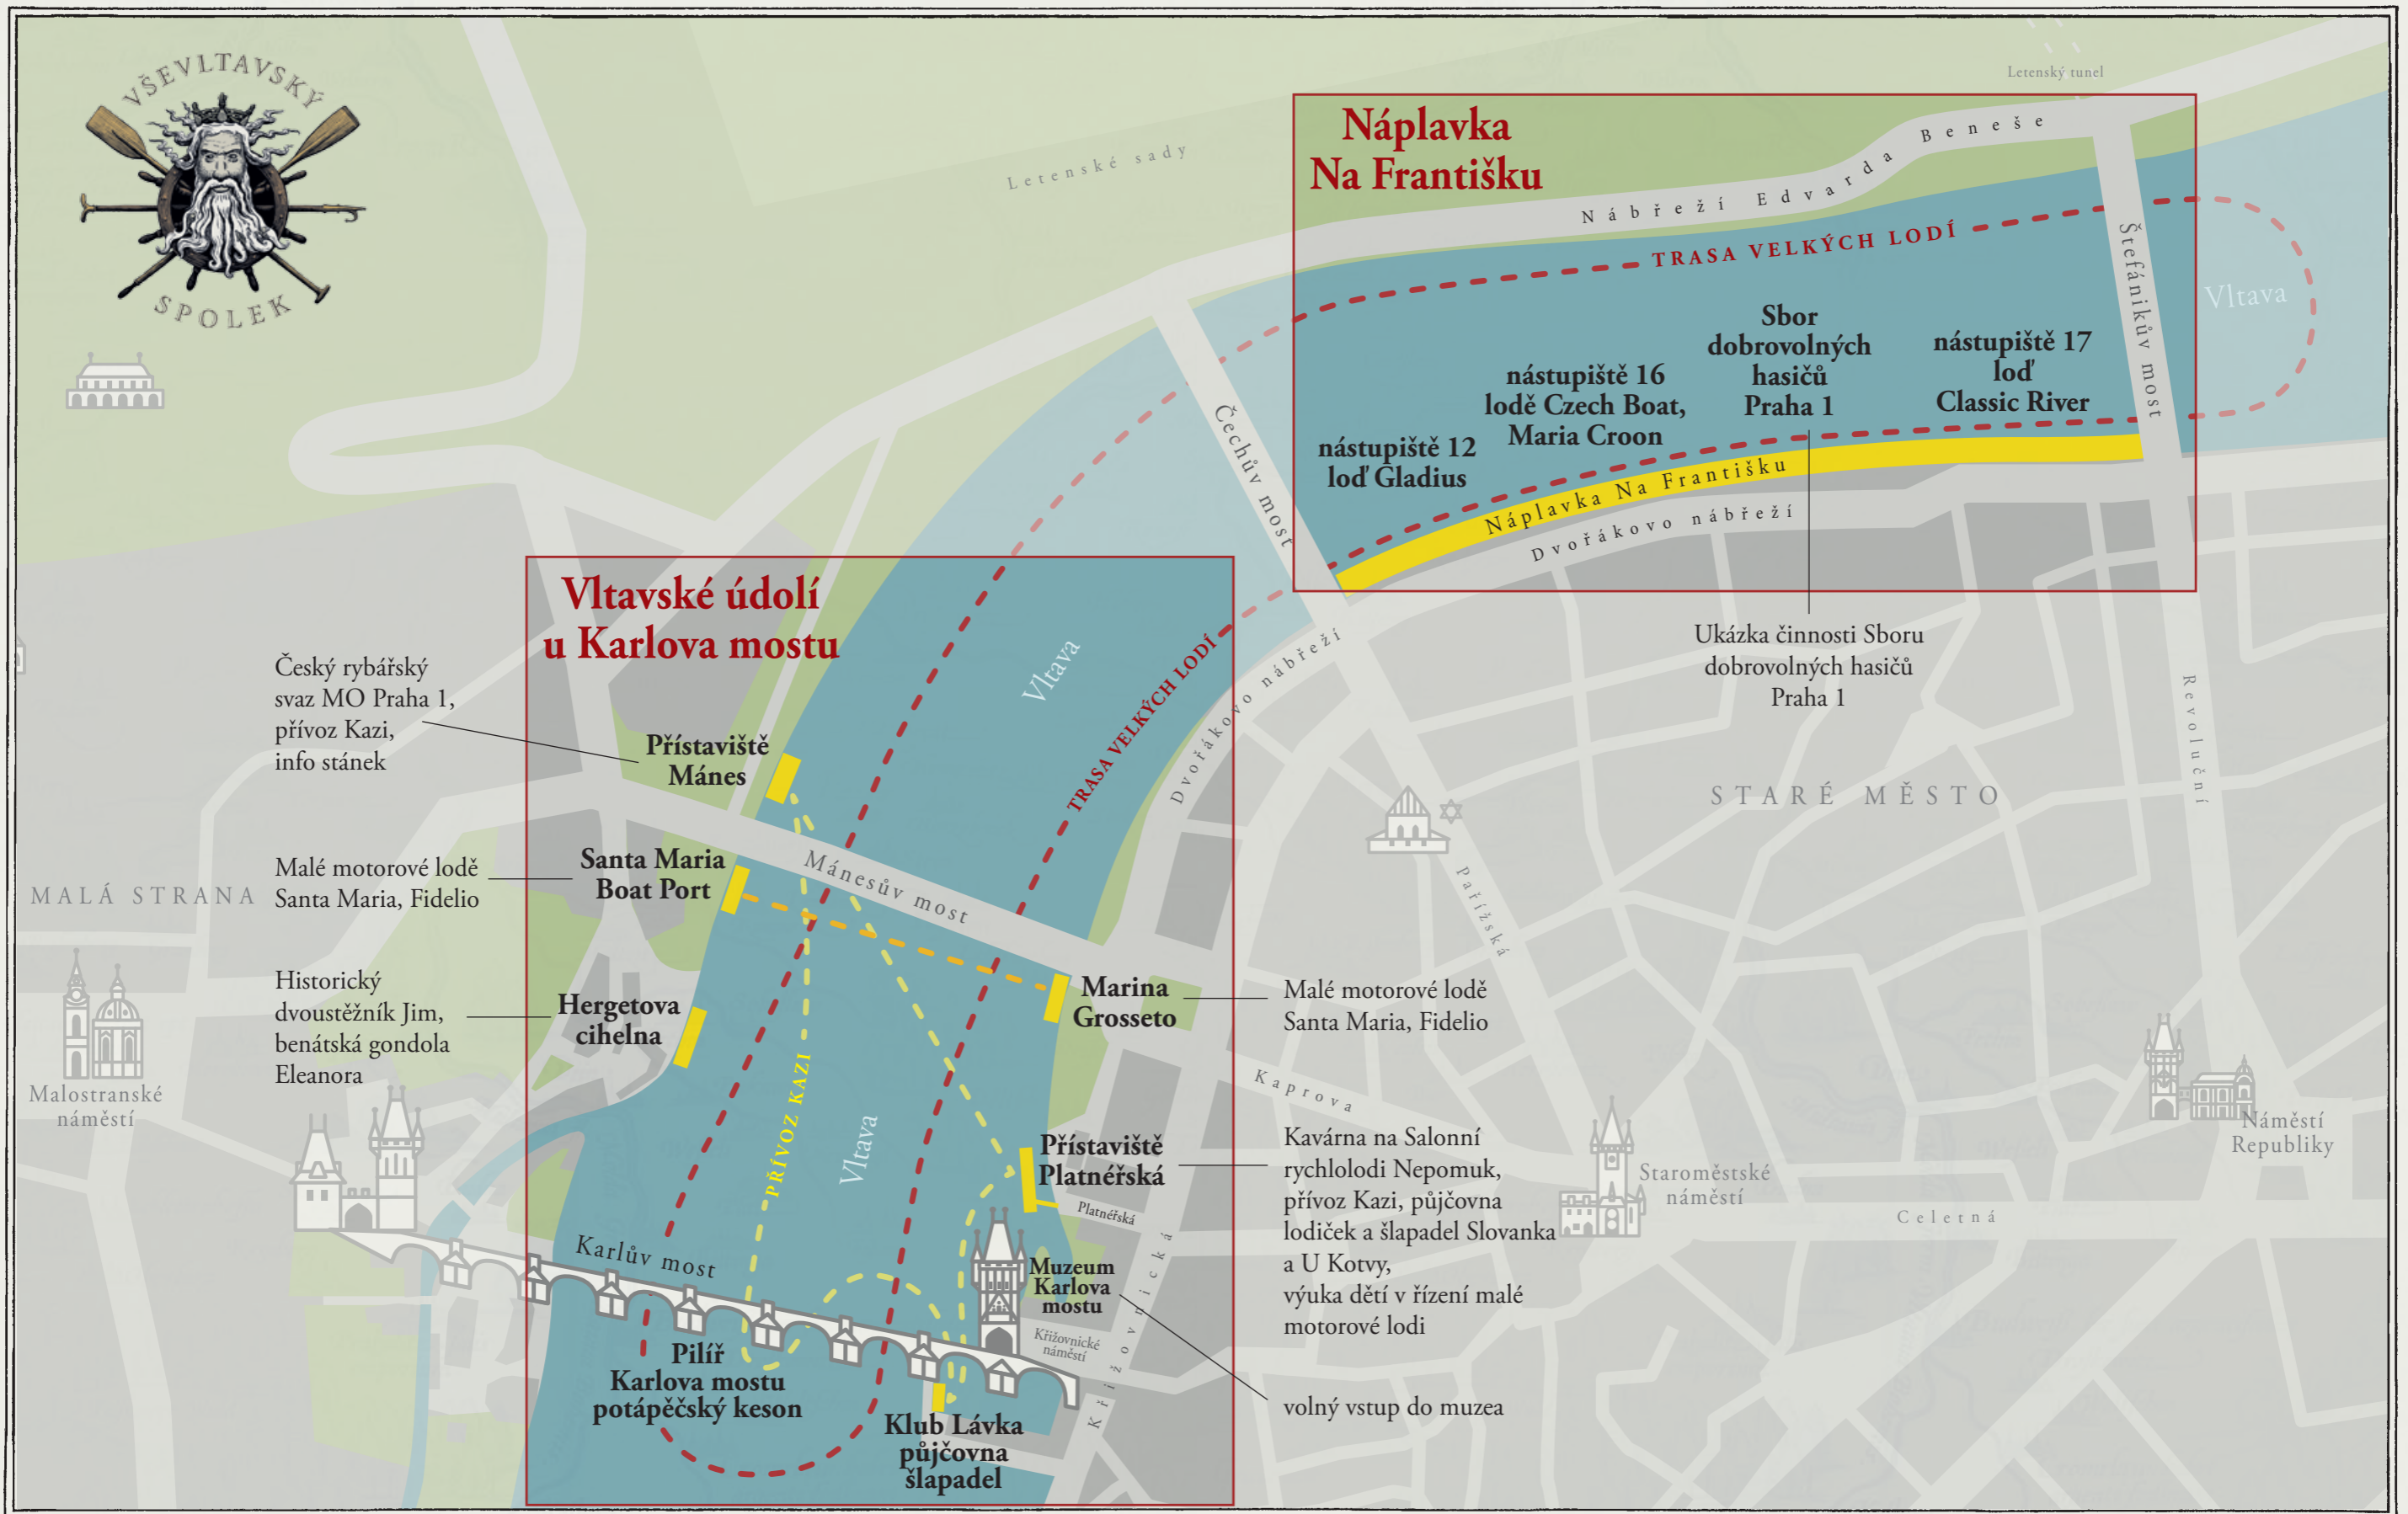 VŠEVLTAVSKÝ
SPOLEK
Letenský tunel
Letenské sady
Náplavka
Na Františku
Nábřeží Edvarda Beneše
TRASA VELKÝCH LODÍ
Štefánikův most
Vltava
Sbor
dobrovolných
hasičů
Praha 1
nástupiště 17
loď
Classic River
nástupiště 16
lodě Czech Boat,
Maria Croon
nástupiště 12
loď Gladius
Čechův most
Náplavka Na Františku
Dvořákovo nábřeží
Ukázka činnosti Sboru
dobrovolných hasičů
Praha 1
Revoluční
STARÉ MĚSTO
Vltavské údolí
u Karlova mostu
Vltava
TRASA VELKÝCH LODÍ
Dvořákovo nábřeží
Český rybářský
svaz MO Praha 1,
přívoz Kazi,
info stánek
Přístaviště
Mánes
Malé motorové lodě
Santa Maria, Fidelio
Santa Maria
Boat Port
Mánesův most
MALÁ STRANA
Pařížská
Historický
dvoustěžník Jim,
benátská gondola
Eleanora
Hergetova
cihelna
Marina
Grosseto
Malé motorové lodě
Santa Maria, Fidelio
Malostranské
náměstí
PŘÍVOZ KAZI
Vltava
Kaprova
Přístaviště
Platnéřská
Platnéřská
Kavárna na Salonní
rychlolodi Nepomuk,
přívoz Kazi, půjčovna
lodiček a šlapadel Slovanka
a U Kotvy,
výuka dětí v řízení malé
motorové lodi
Staroměstské
náměstí
Náměstí
Republiky
Celetná
Karlův most
Muzeum
Karlova
mostu
Křižovnické
náměstí
Křižovnická
volný vstup do muzea
Pilíř
Karlova mostu
potápěčský keson
Klub Lávka
půjčovna
šlapadel